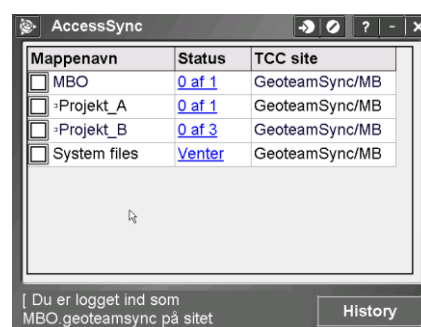 AccessSync ? - x
Mappenavn Status TCC site
MBO 0 af 1 GeoteamSync/MB
Projekt_A 0 af 1 GeoteamSync/MB
Projekt_B 0 af 3 GeoteamSync/MB
System files Venter GeoteamSync/MB
[ Du er logget ind som
MBO.geoteamsync på sitet
History